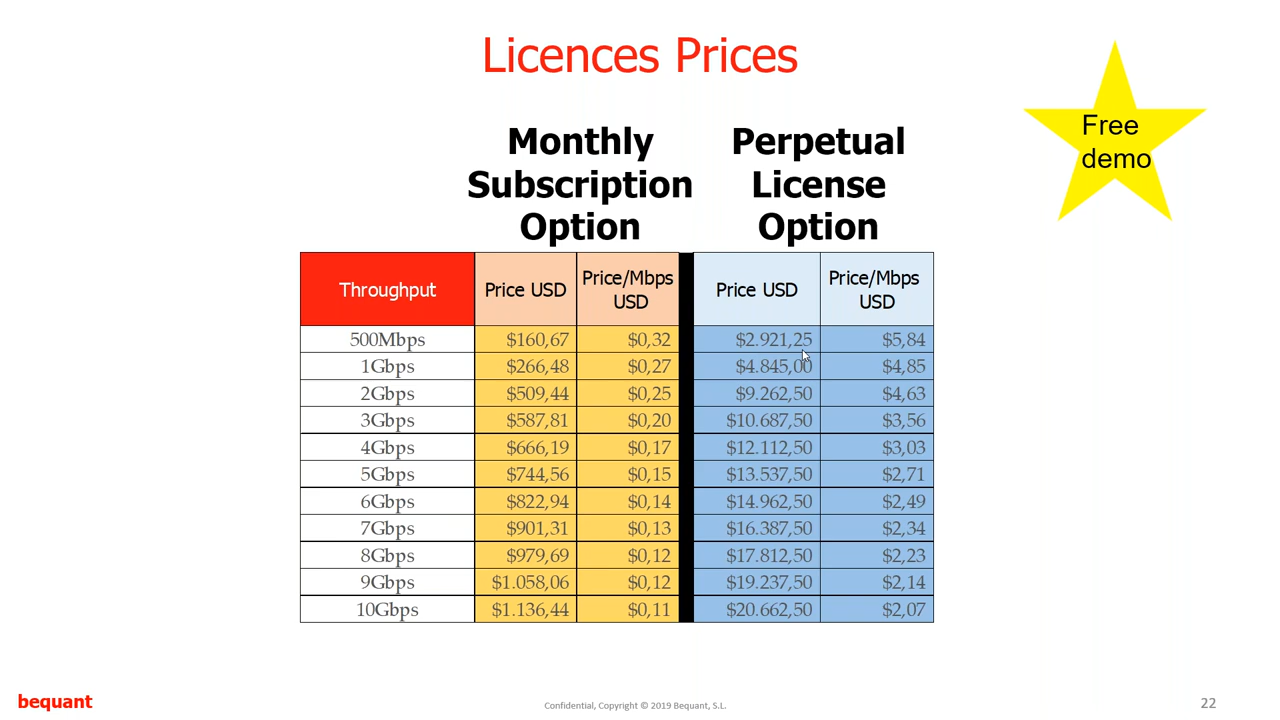 Licences Prices
Free
demo
Monthly
Subscription
Option
Perpetual
License
Option
Throughput Price USD Price/Mbps USD Price USD Price/Mbps USD
500Mbps $160,67 $0,32 $2.921,25 $5,84
1Gbps $266,48 $0,27 $4.845,00 $4,85
2Gbps $509,44 $0,25 $9.262,50 $4,63
3Gbps $587,81 $0,20 $10.687,50 $3,56
4Gbps $666,19 $0,17 $12.112,50 $3,03
5Gbps $744,56 $0,15 $13.537,50 $2,71
6Gbps $822,94 $0,14 $14.962,50 $2,49
7Gbps $901,31 $0,13 $16.387,50 $2,34
8Gbps $979,69 $0,12 $17.812,50 $2,23
9Gbps $1.058,06 $0,12 $19.237,50 $2,14
10Gbps $1.136,44 $0,11 $20.662,50 $2,07
bequant
Confidential, Copyright © 2019 Bequant, S.L.
22